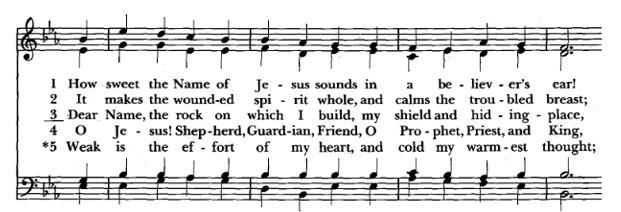 1 How sweet the Name of Je - sus sounds in a be - liev - er's ear!
2 It makes the wound-ed spi - rit whole, and calms the trou - bled breast;
3 Dear Name, the rock on which I build, my shield and hid - ing - place,
4 O Je - sus! Shep-herd, Guard-ian, Friend, O Pro - phet, Priest, and King,
*5 Weak is the ef - fort of my heart, and cold my warm - est thought;